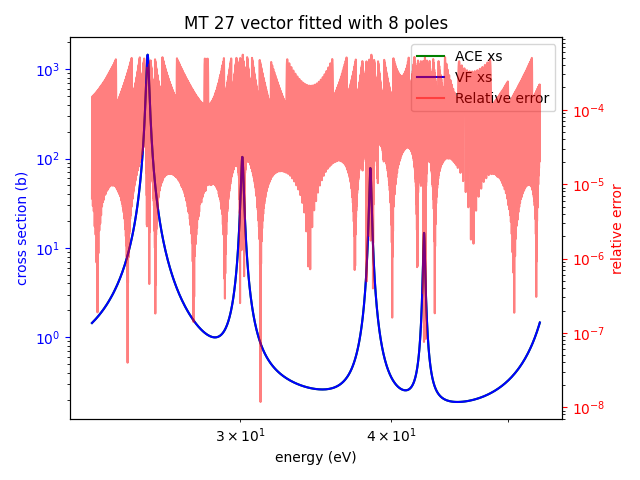 MT 27 vector fitted with 8 poles
ACE xs
VF xs
Relative error
10³
10²
10¹
10⁰
cross section (b)
10⁻⁴
10⁻⁵
10⁻⁶
10⁻⁷
10⁻⁸
relative error
3 × 10¹
4 × 10¹
energy (eV)